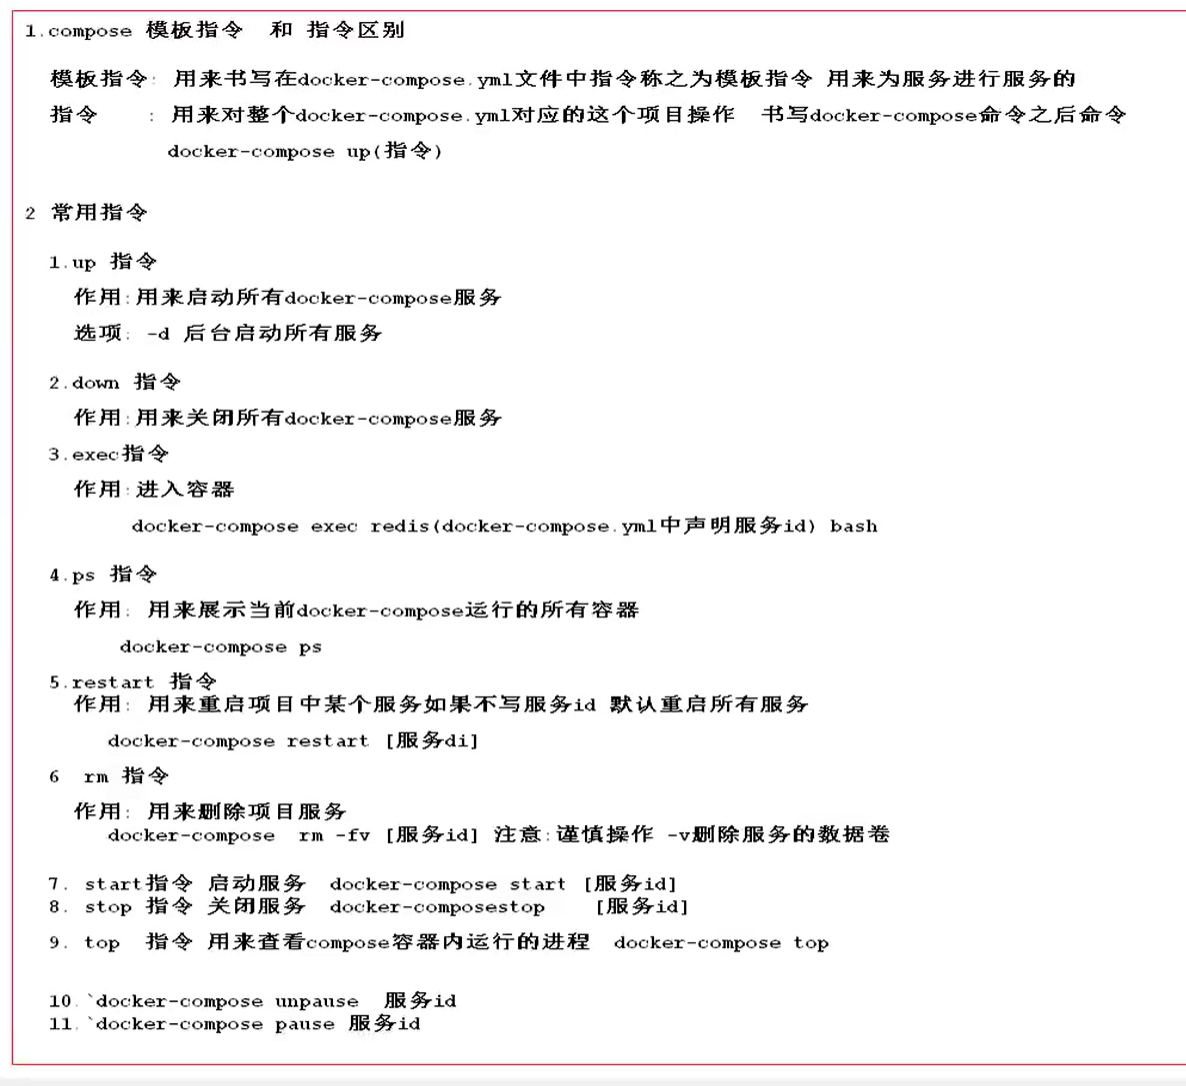 1.compose 模板指令 和 指令区别
模板指令: 用来书写在docker-compose.yml文件中指令称之为模板指令 用来为服务进行服务的
指令 : 用来对整个docker-compose.yml对应的这个项目操作 书写docker-compose命令之后命令
docker-compose up(指令)
2 常用指令
1.up 指令
作用:用来启动所有docker-compose服务
选项: -d 后台启动所有服务
2.down 指令
作用:用来关闭所有docker-compose服务
3.exec指令
作用:进入容器
docker-compose exec redis(docker-compose.yml中声明服务id) bash
4.ps 指令
作用: 用来展示当前docker-compose运行的所有容器
docker-compose ps
5.restart 指令
作用: 用来重启项目中某个服务如果不写服务id 默认重启所有服务
docker-compose restart [服务di]
6 rm 指令
作用: 用来删除项目服务
docker-compose rm -fv [服务id] 注意:谨慎操作 -v删除服务的数据卷
7. start指令 启动服务 docker-compose start [服务id]
8. stop 指令 关闭服务 docker-composestop [服务id]
9. top 指令 用来查看compose容器内运行的进程 docker-compose top
10.`docker-compose unpause 服务id
11.`docker-compose pause 服务id